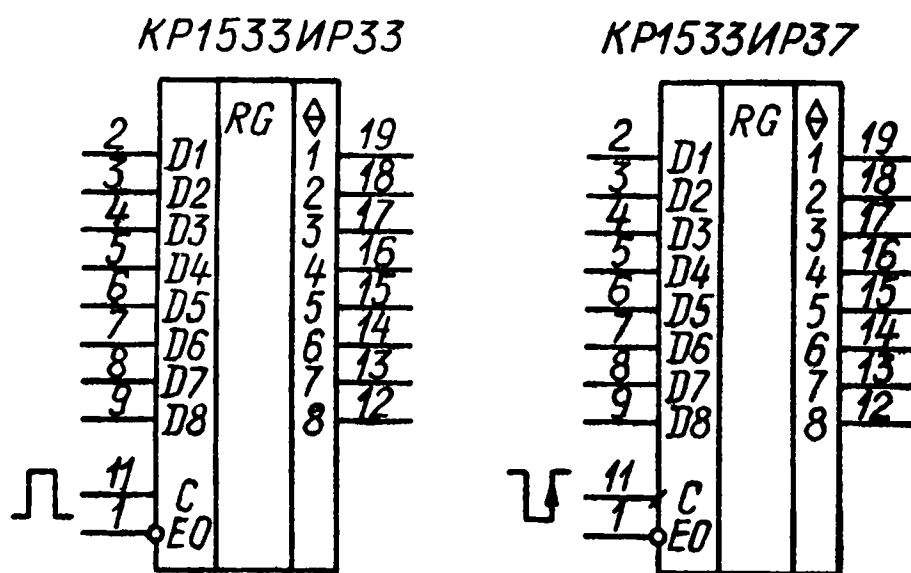 КР1533ИР33
RG
2 D1 1 19
3 D2 2 18
4 D3 3 17
5 D4 4 16
6 D5 5 15
7 D6 6 14
8 D7 7 13
9 D8 8 12
11 C
1 EO
КР1533ИР37
RG
2 D1 1 19
3 D2 2 18
4 D3 3 17
5 D4 4 16
6 D5 5 15
7 D6 6 14
8 D7 7 13
9 D8 8 12
11 C
1 EO